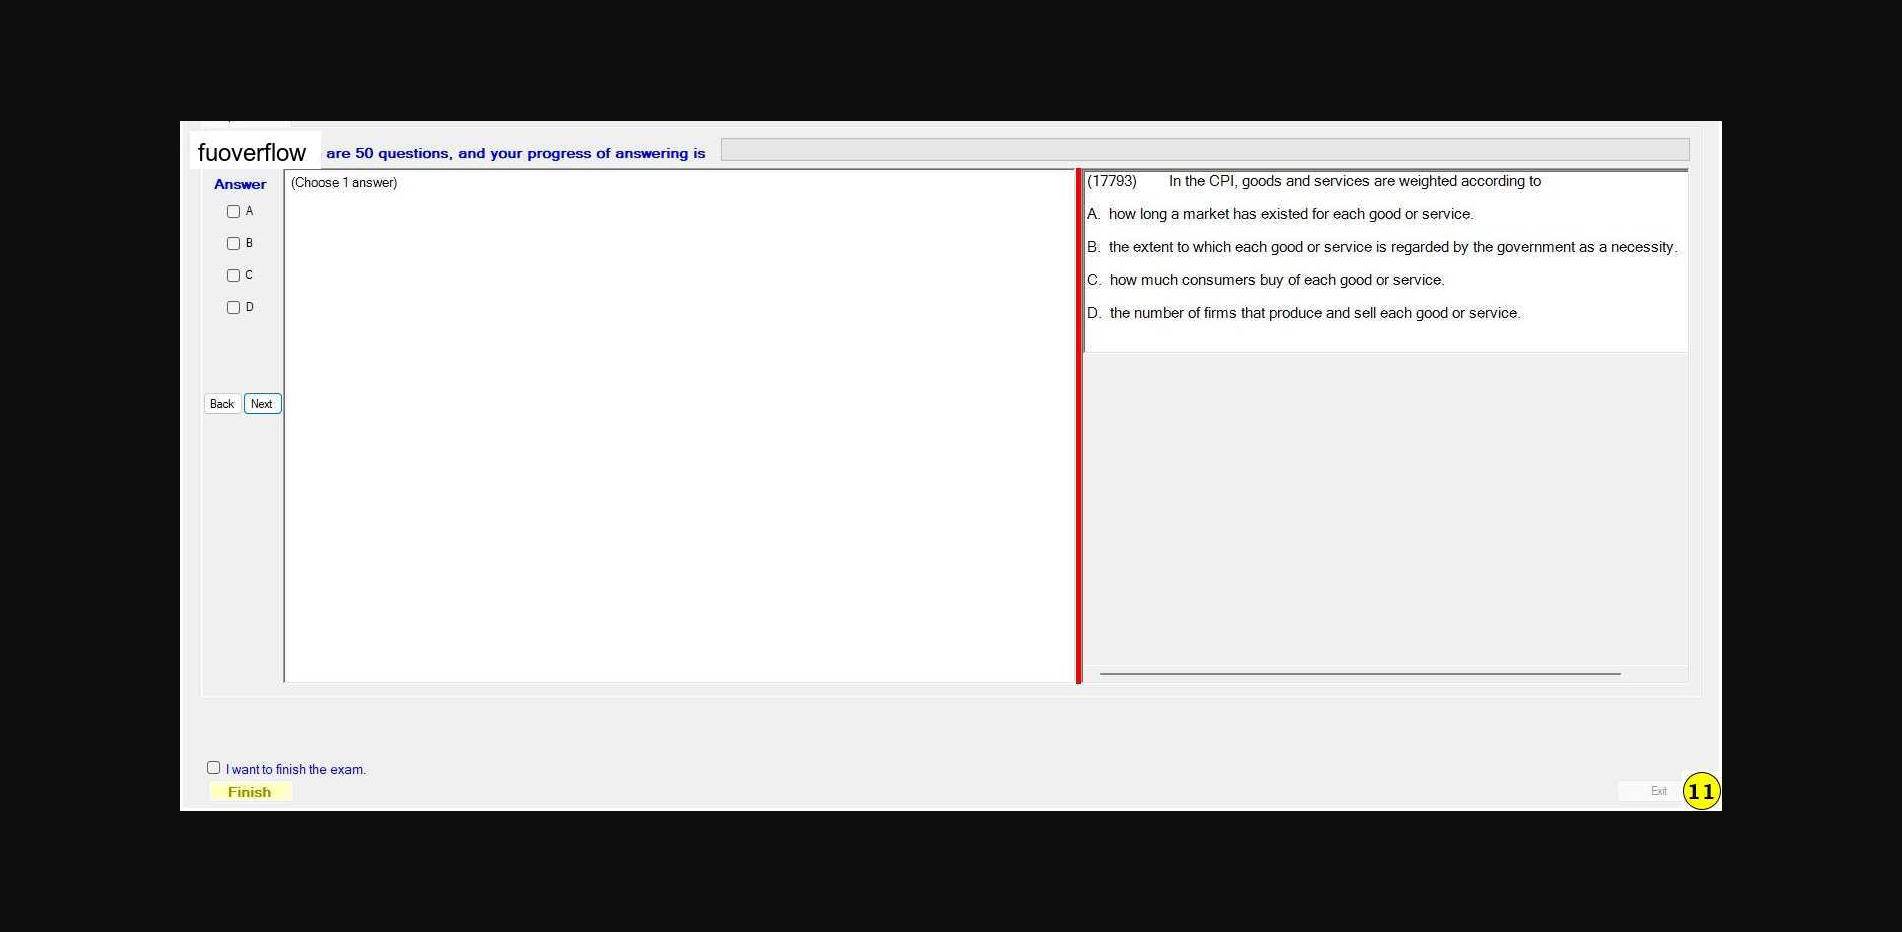 fuoverflow are 50 questions, and your progress of answering is
Answer
A
B
C
D
Back Next
(Choose 1 answer)
(17793) In the CPI, goods and services are weighted according to
A. how long a market has existed for each good or service.
B. the extent to which each good or service is regarded by the government as a necessity.
C. how much consumers buy of each good or service.
D. the number of firms that produce and sell each good or service.
I want to finish the exam.
Finish
Exit
11